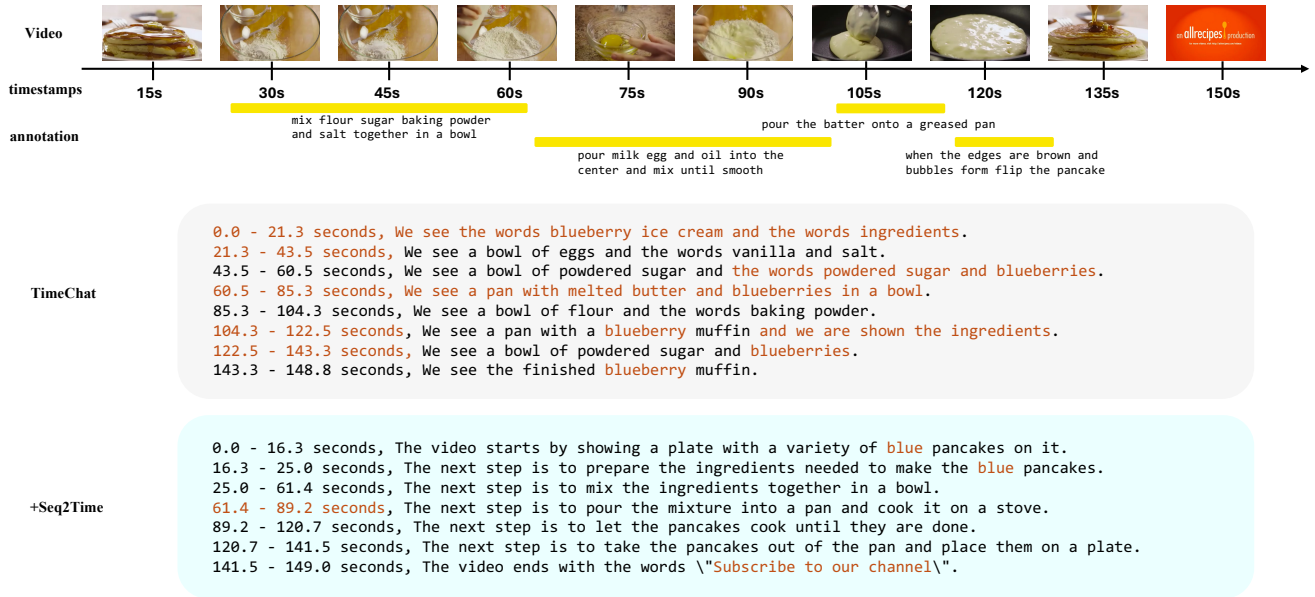 Video
an allrecipes production
timestamps
15s 30s 45s 60s 75s 90s 105s 120s 135s 150s
annotation
mix flour sugar baking powder
and salt together in a bowl
pour the batter onto a greased pan
pour milk egg and oil into the
center and mix until smooth
when the edges are brown and
bubbles form flip the pancake
TimeChat
0.0 - 21.3 seconds, We see the words blueberry ice cream and the words ingredients.
21.3 - 43.5 seconds, We see a bowl of eggs and the words vanilla and salt.
43.5 - 60.5 seconds, We see a bowl of powdered sugar and the words powdered sugar and blueberries.
60.5 - 85.3 seconds, We see a pan with melted butter and blueberries in a bowl.
85.3 - 104.3 seconds, We see a bowl of flour and the words baking powder.
104.3 - 122.5 seconds, We see a pan with a blueberry muffin and we are shown the ingredients.
122.5 - 143.3 seconds, We see a bowl of powdered sugar and blueberries.
143.3 - 148.8 seconds, We see the finished blueberry muffin.
+Seq2Time
0.0 - 16.3 seconds, The video starts by showing a plate with a variety of blue pancakes on it.
16.3 - 25.0 seconds, The next step is to prepare the ingredients needed to make the blue pancakes.
25.0 - 61.4 seconds, The next step is to mix the ingredients together in a bowl.
61.4 - 89.2 seconds, The next step is to pour the mixture into a pan and cook it on a stove.
89.2 - 120.7 seconds, The next step is to let the pancakes cook until they are done.
120.7 - 141.5 seconds, The next step is to take the pancakes out of the pan and place them on a plate.
141.5 - 149.0 seconds, The video ends with the words \"Subscribe to our channel\".